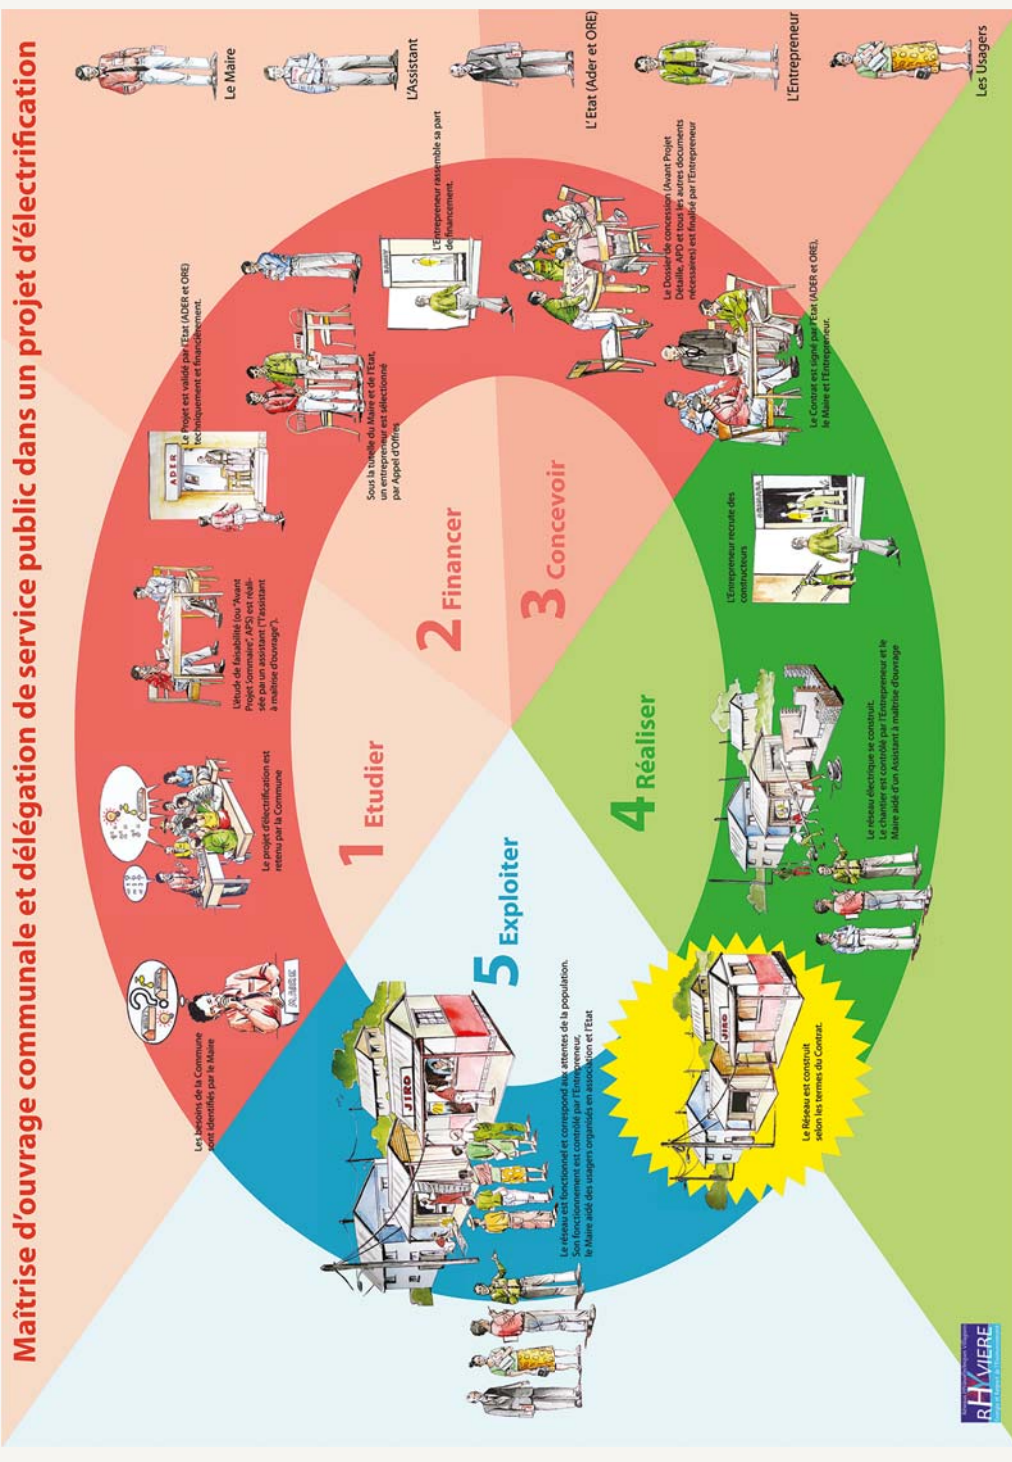 Maîtrise d'ouvrage communale et délégation de service public dans un projet d'électrification
Le Maire
L'Assistant
L' Etat (Ader et ORE)
L'Entrepreneur
Les Usagers
1 Etudier
Les besoins de la Commune
sont identifiés par le Maire
MAIRE
Le projet d'électrification est
retenu par la Commune
L'étude de faisabilité (ou "Avant
Projet Sommaire", APS) est réali-
sée par un assistant ("l'assistant
à maîtrise d'ouvrage").
ADER
Le Projet est validé par l'Etat (ADER et ORE)
techniquement et financièrement.
2 Financer
Sous la tutelle du Maire et de l'Etat,
un entrepreneur est sélectionné
par Appel d'Offres
L'Entrepreneur rassemble sa part
de financement.
3 Concevoir
Le Dossier de concession (Avant Projet
Détaille, APD et tous les autres documents
nécessaires) est finalisé par l'Entrepreneur
Le Contrat est signé par l'Etat (ADER et ORE),
le Maire et l'Entrepreneur.
4 Réaliser
L'Entrepreneur recrute des
constructeurs
Le réseau électrique se construit.
Le chantier est contrôlé par l'Entrepreneur et le
Maire aidé d'un Assistant à maîtrise d'ouvrage
JIRO
Le Réseau est construit
selon les termes du Contrat.
5 Exploiter
JIRO
Le réseau est fonctionnel et correspond aux attentes de la population.
Son fonctionnement est contrôlé par l'Entrepreneur,
le Maire aidé des usagers organisés en association et l'Etat
RHYVIERE